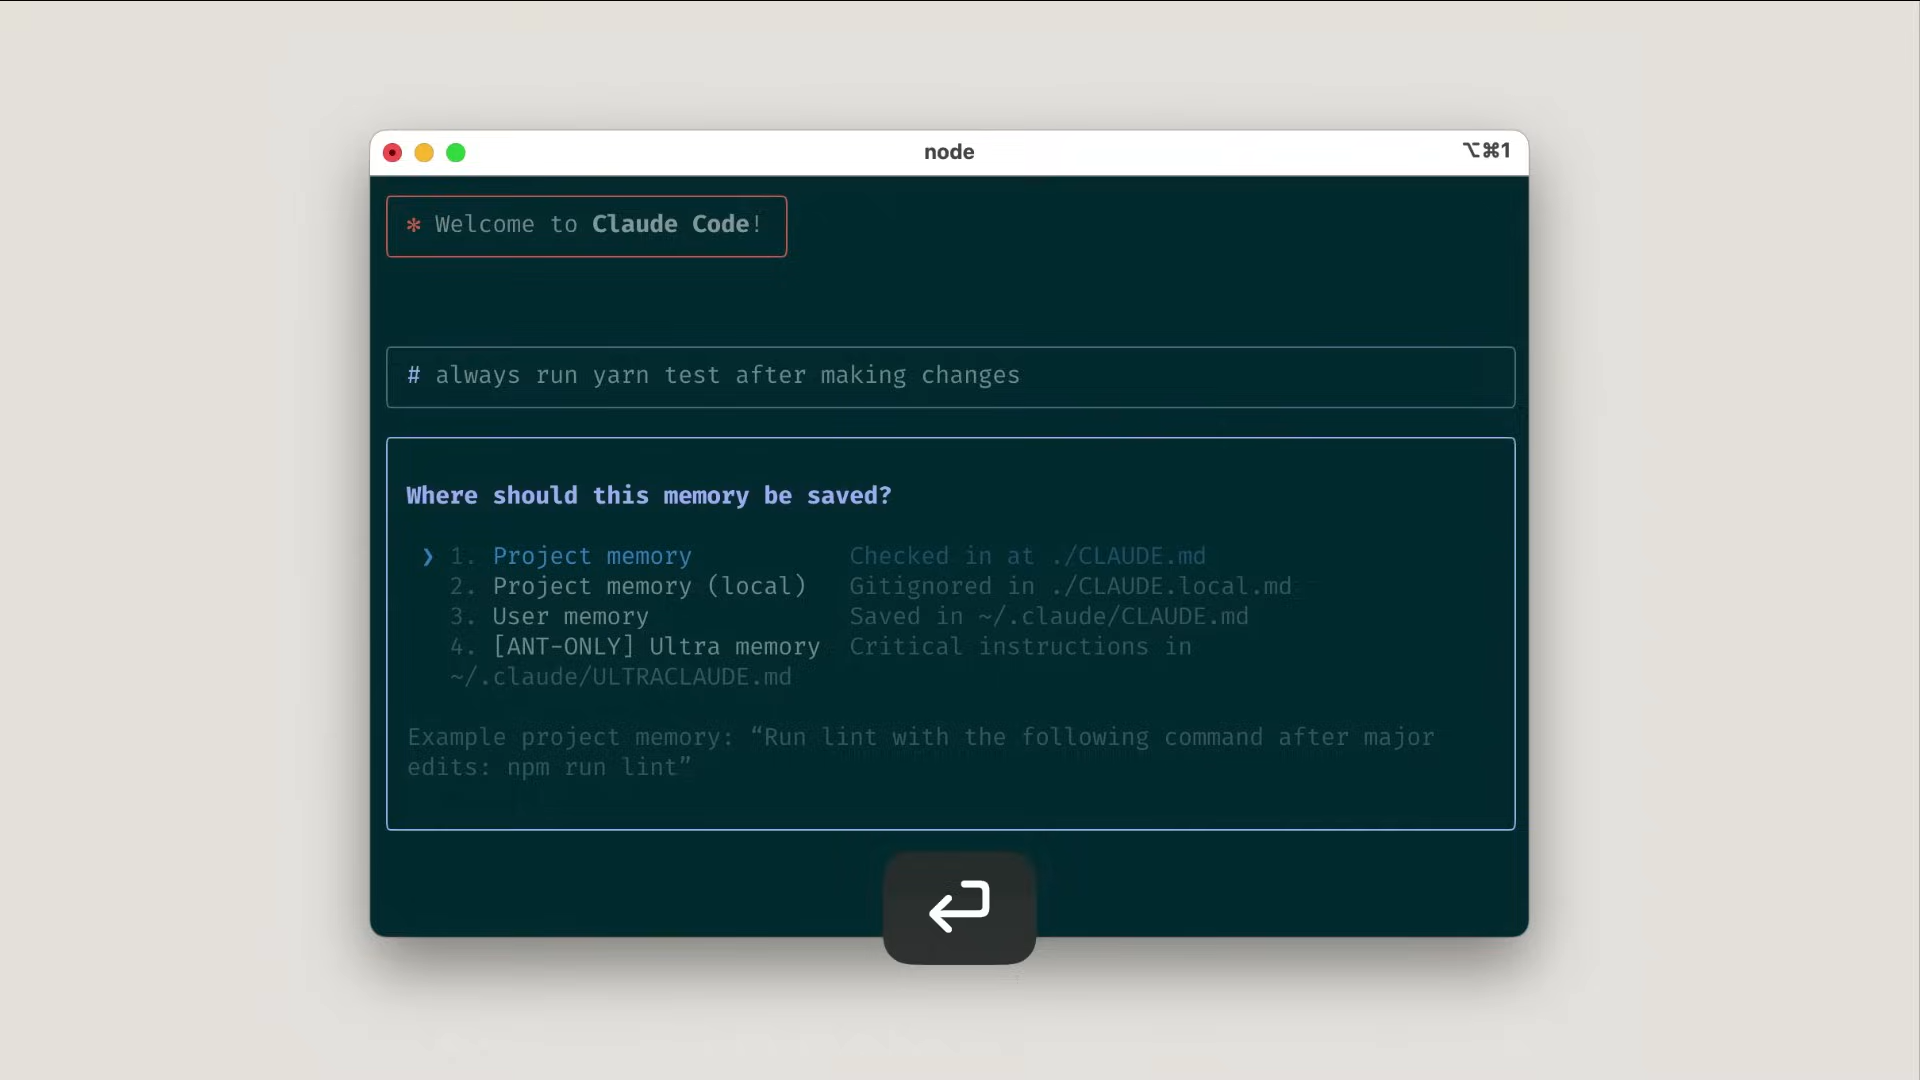 node
⌥⌘1
✻ Welcome to Claude Code!
# always run yarn test after making changes
Where should this memory be saved?
❯ 1. Project memory Checked in at ./CLAUDE.md
2. Project memory (local) Gitignored in ./CLAUDE.local.md
3. User memory Saved in ~/.claude/CLAUDE.md
4. [ANT-ONLY] Ultra memory Critical instructions in
~/.claude/ULTRACLAUDE.md
Example project memory: “Run lint with the following command after major
edits: npm run lint”